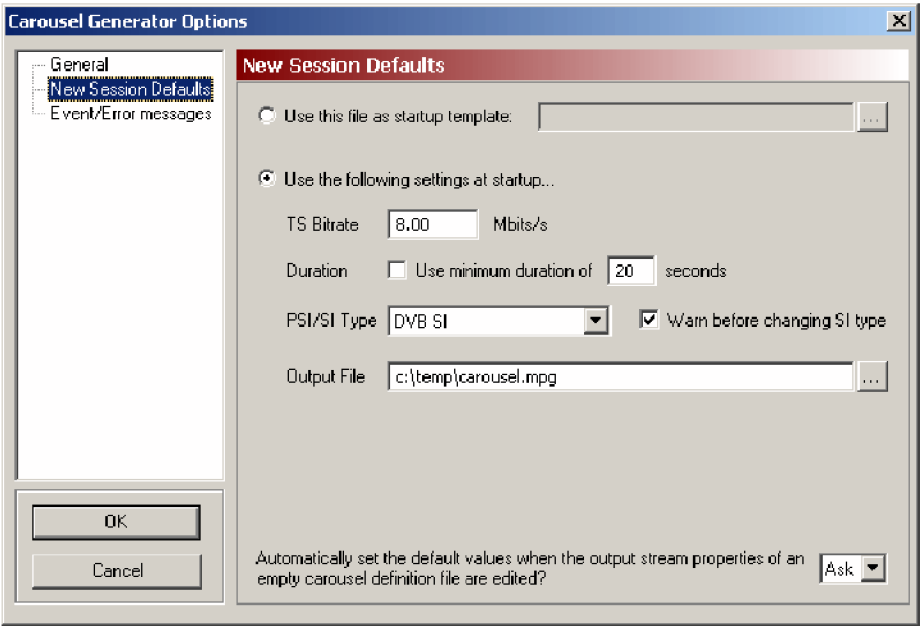 Carousel Generator Options
General
New Session Defaults
Event/Error messages
OK
Cancel
New Session Defaults
Use this file as startup template:
...
Use the following settings at startup...
TS Bitrate 8.00 Mbits/s
Duration Use minimum duration of 20 seconds
PSI/SI Type DVB SI Warn before changing SI type
Output File c:\temp\carousel.mpg ...
Automatically set the default values when the output stream properties of an
empty carousel definition file are edited? Ask